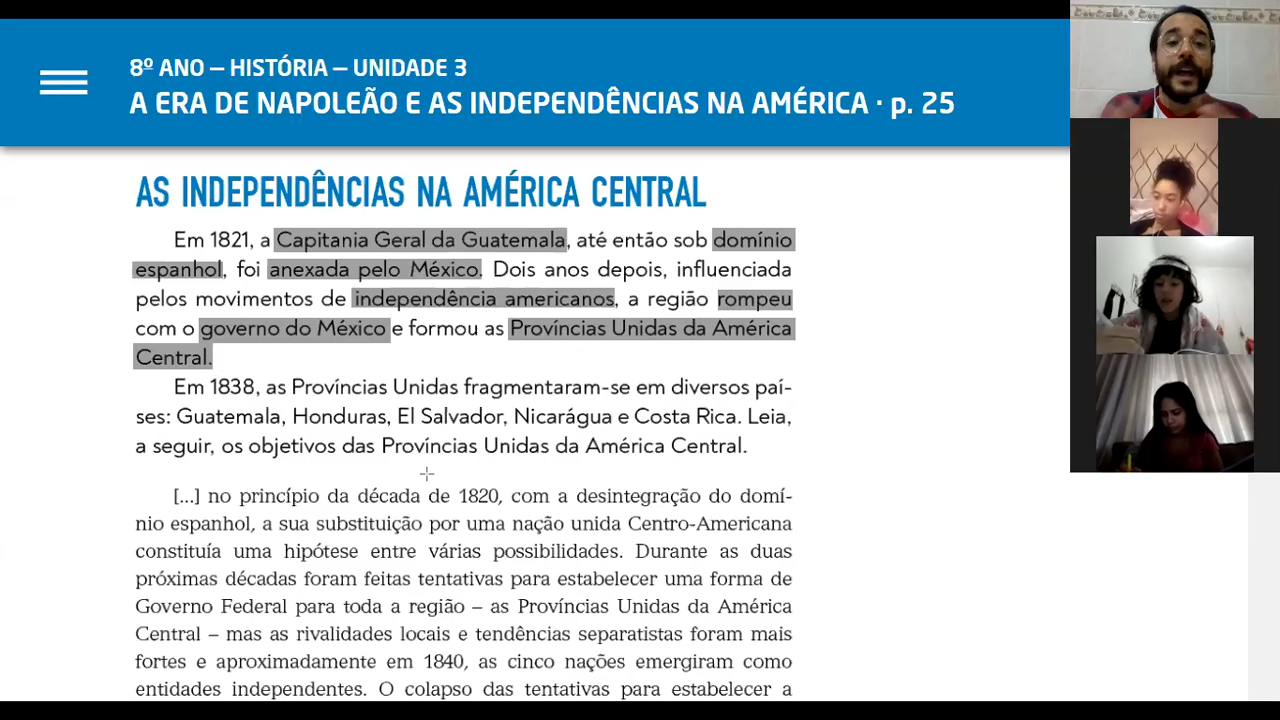 8º ANO – HISTÓRIA – UNIDADE 3
A ERA DE NAPOLEÃO E AS INDEPENDÊNCIAS NA AMÉRICA · p. 25
AS INDEPENDÊNCIAS NA AMÉRICA CENTRAL
Em 1821, a Capitania Geral da Guatemala, até então sob domínio
espanhol, foi anexada pelo México. Dois anos depois, influenciada
pelos movimentos de independência americanos, a região rompeu
com o governo do México e formou as Províncias Unidas da América
Central.
Em 1838, as Províncias Unidas fragmentaram-se em diversos paí-
ses: Guatemala, Honduras, El Salvador, Nicarágua e Costa Rica. Leia,
a seguir, os objetivos das Províncias Unidas da América Central.
[...] no princípio da década de 1820, com a desintegração do domí-
nio espanhol, a sua substituição por uma nação unida Centro-Americana
constituía uma hipótese entre várias possibilidades. Durante as duas
próximas décadas foram feitas tentativas para estabelecer uma forma de
Governo Federal para toda a região – as Províncias Unidas da América
Central – mas as rivalidades locais e tendências separatistas foram mais
fortes e aproximadamente em 1840, as cinco nações emergiram como
entidades independentes. O colapso das tentativas para estabelecer a